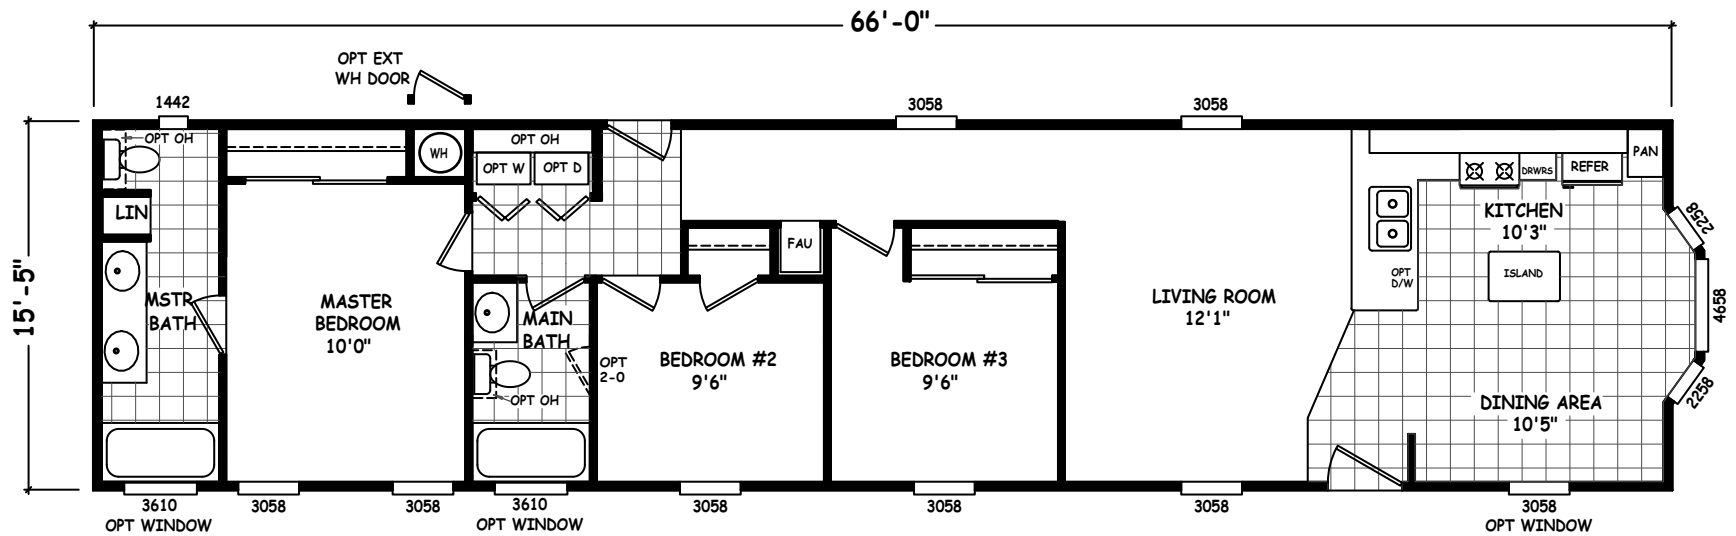 66'-0"
OPT EXT
WH DOOR
1442
3058
3058
15'-5"
OPT OH
LIN
MSTR
BATH
WH
MASTER
BEDROOM
10'0"
OPT OH
OPT W
OPT D
MAIN
BATH
OPT OH
OPT
2-0
FAU
BEDROOM #2
9'6"
BEDROOM #3
9'6"
LIVING ROOM
12'1"
DRWRS
REFER
PAN
KITCHEN
10'3"
OPT
D/W
ISLAND
DINING AREA
10'5"
2258
4658
2258
3610
OPT WINDOW
3058
3058
3610
OPT WINDOW
3058
3058
3058
3058
OPT WINDOW